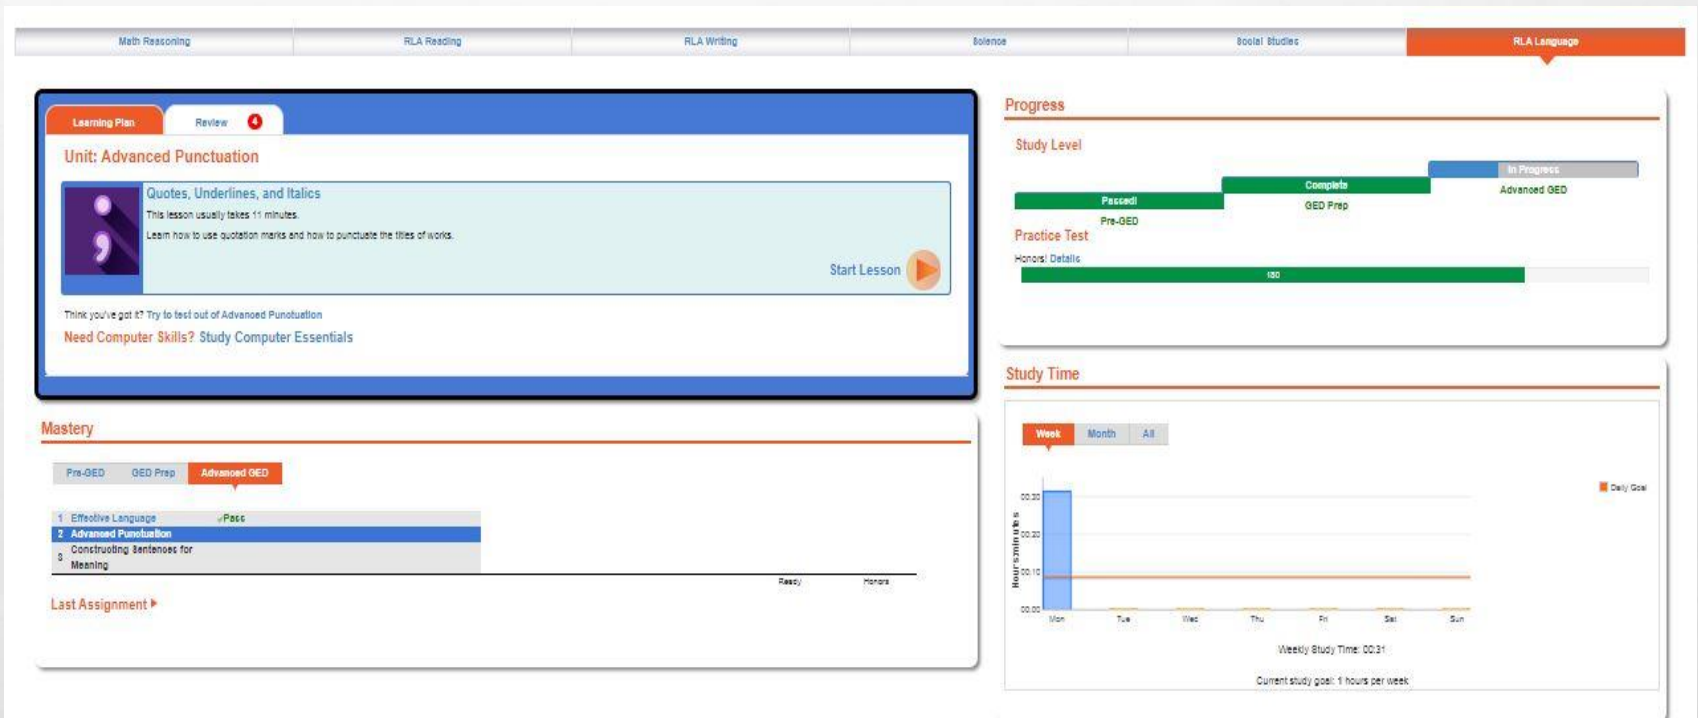 Math Reasoning RLA Reading RLA Writing Science Social Studies RLA Language
Learning Plan Review 4
Unit: Advanced Punctuation
Quotes, Underlines, and Italics
This lesson usually takes 11 minutes.
Learn how to use quotation marks and how to punctuate the titles of works.
Start Lesson
Think you've got it? Try to test out of Advanced Punctuation
Need Computer Skills? Study Computer Essentials
Mastery
Pre-GED GED Prep Advanced GED
1 Effective Language Pass
2 Advanced Punctuation
3 Constructing Sentences for
Meaning
Ready Honors
Last Assignment
Progress
Study Level
In Progress
Complete Advanced GED
Passed! GED Prep
Pre-GED
Practice Test
Honors! Details
Study Time
Week Month All
Daily Goal
Hours:minutes
00:30
00:20
00:10
00:00
Mon Tue Wed Thu Fri Sat Sun
Weekly Study Time: 00:31
Current study goal: 1 hours per week